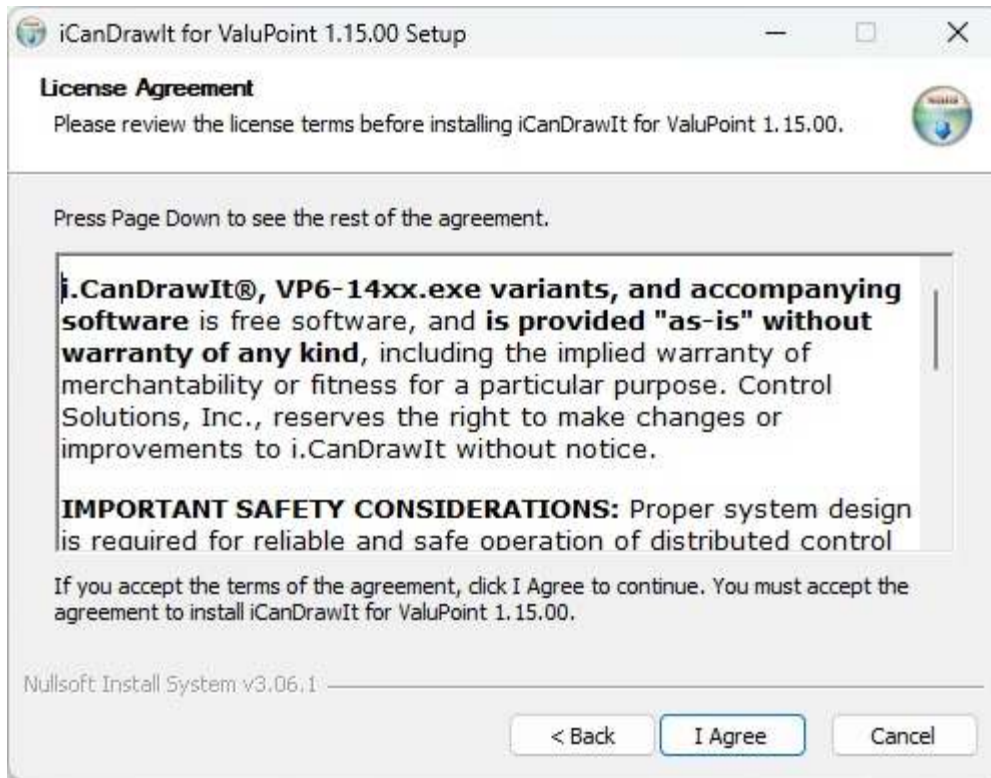 iCanDrawIt for ValuPoint 1.15.00 Setup
License Agreement
Please review the license terms before installing iCanDrawIt for ValuPoint 1.15.00.
Press Page Down to see the rest of the agreement.
i.CanDrawIt®, VP6-14xx.exe variants, and accompanying
software is free software, and is provided "as-is" without
warranty of any kind, including the implied warranty of
merchantability or fitness for a particular purpose. Control
Solutions, Inc., reserves the right to make changes or
improvements to i.CanDrawIt without notice.
IMPORTANT SAFETY CONSIDERATIONS: Proper system design
is required for reliable and safe operation of distributed control
If you accept the terms of the agreement, click I Agree to continue. You must accept the
agreement to install iCanDrawIt for ValuPoint 1.15.00.
Nullsoft Install System v3.06.1
< Back
I Agree
Cancel